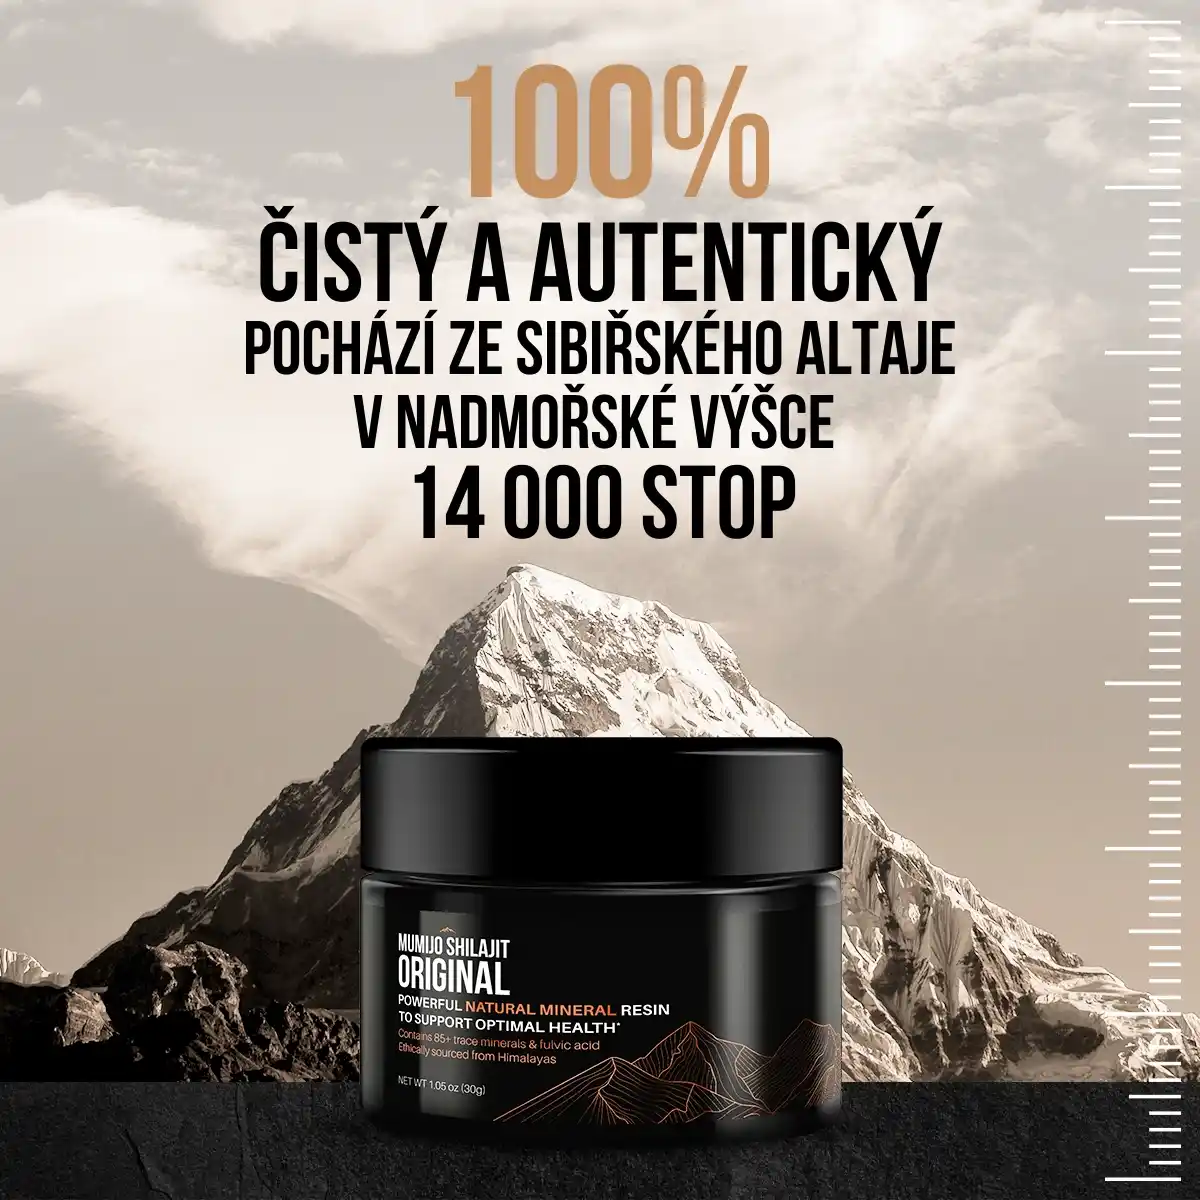 100%
ČISTÝ A AUTENTICKÝ
POCHÁZÍ ZE SIBIŘSKÉHO ALTAJE
V NADMOŘSKÉ VÝŠCE
14 000 STOP
MUMIJO SHILAJIT
ORIGINAL
POWERFUL NATURAL MINERAL RESIN
TO SUPPORT OPTIMAL HEALTH*
Contains 85+ trace minerals & fulvic acid
Ethically sourced from Himalayas
NET WT 1.05 oz (30g)